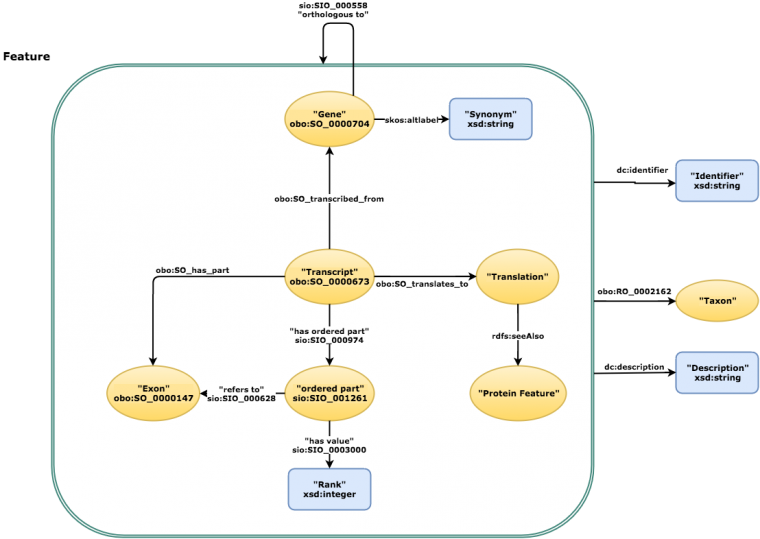 sio:SIO_000558
"orthologous to"
Feature
"Gene"
obo:SO_0000704
skos:altlabel
"Synonym"
xsd:string
dc:identifier
"Identifier"
xsd:string
obo:SO_transcribed_from
obo:SO_has_part
"Transcript"
obo:SO_0000673
obo:SO_translates_to
"Translation"
obo:RO_0002162
"Taxon"
"has ordered part"
sio:SIO_000974
rdfs:seeAlso
dc:description
"Description"
xsd:string
"Exon"
obo:SO_0000147
"refers to"
sio:SIO_000628
"ordered part"
sio:SIO_001261
"Protein Feature"
"has value"
sio:SIO_0003000
"Rank"
xsd:integer